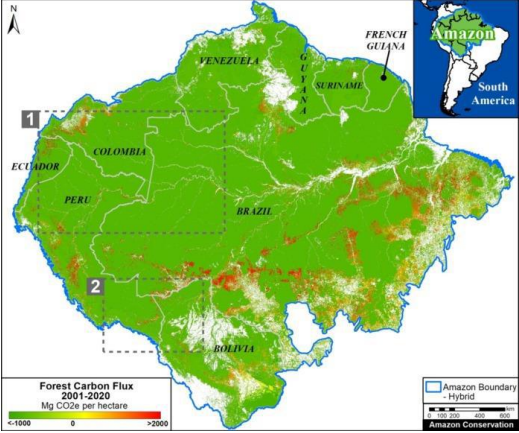 N
Amazon
South
America
FRENCH
GUIANA
VENEZUELA
GUYANA
SURINAME
1
COLOMBIA
ECUADOR
PERU
BRAZIL
2
BOLIVIA
Forest Carbon Flux
2001-2020
Mg CO2e per hectare
<-1000 0 >2000
Amazon Boundary
- Hybrid
km
0 100 200 400 600
Amazon Conservation